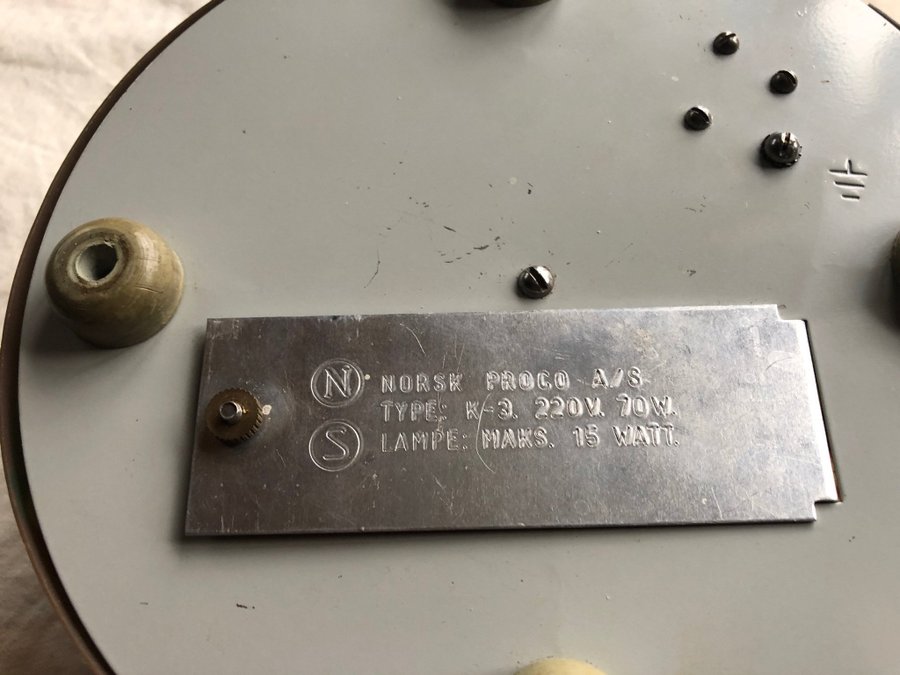 N NORSK PROCO A/S
TYPE: K-3. 220V. 70W.
S LAMPE: MAKS. 15 WATT.